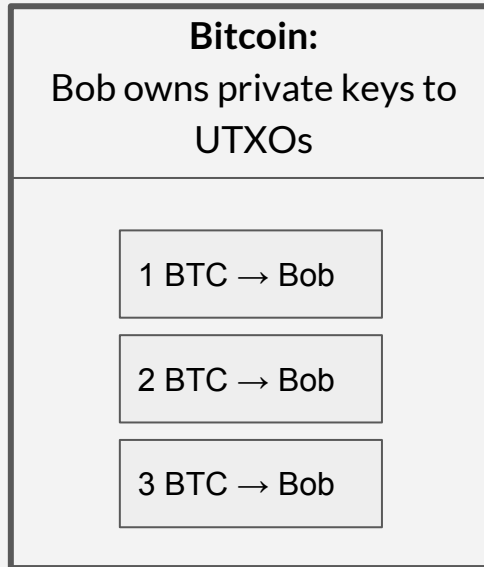 Bitcoin:
Bob owns private keys to
UTXOs
1 BTC → Bob
2 BTC → Bob
3 BTC → Bob